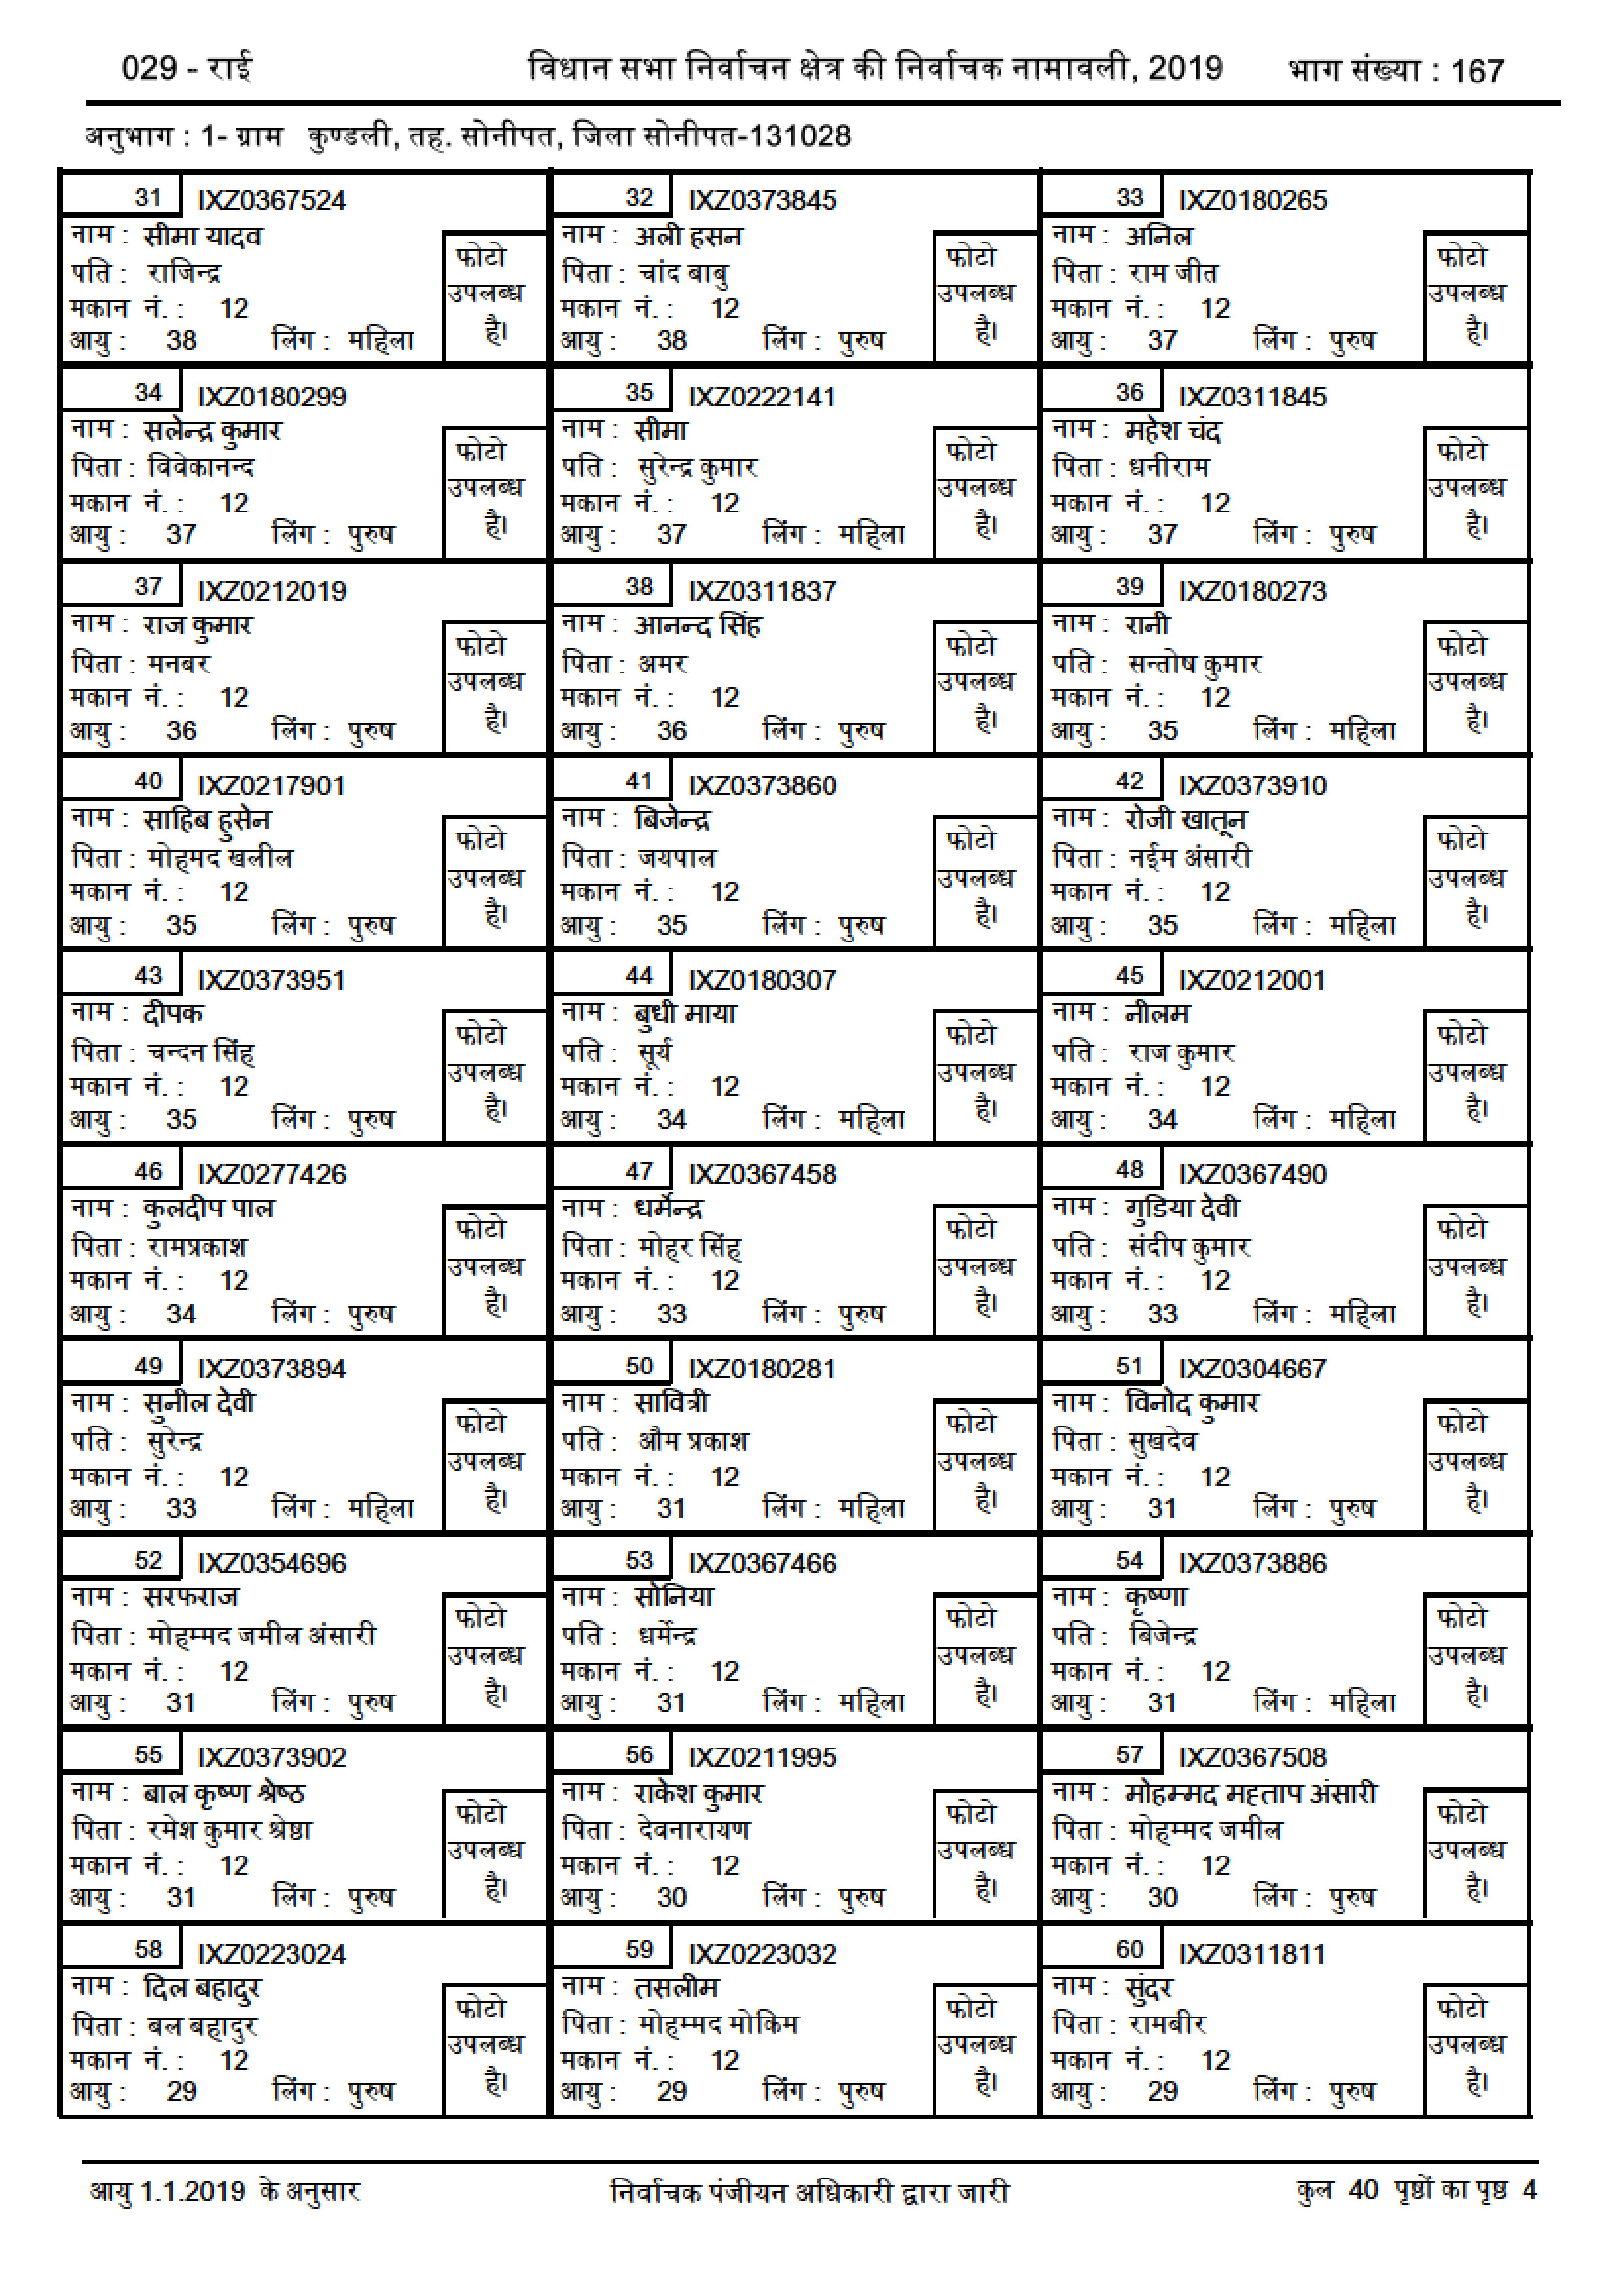 029 - राई विधान सभा निर्वाचन क्षेत्र की निर्वाचक नामावली, 2019 भाग संख्या : 167
अनुभाग : 1- ग्राम कुण्डली, तह. सोनीपत, जिला सोनीपत-131028
31 IXZ0367524
नाम : सीमा यादव
पति : राजिन्द्र
मकान नं. : 12
आयु : 38 लिंग : महिला
फोटो
उपलब्ध
है।
32 IXZ0373845
नाम : अली हसन
पिता : चांद बाबु
मकान नं. : 12
आयु : 38 लिंग : पुरुष
फोटो
उपलब्ध
है।
33 IXZ0180265
नाम : अनिल
पिता : राम जीत
मकान नं. : 12
आयु : 37 लिंग : पुरुष
फोटो
उपलब्ध
है।
34 IXZ0180299
नाम : सलेन्द्र कुमार
पिता : विवेकानन्द
मकान नं. : 12
आयु : 37 लिंग : पुरुष
फोटो
उपलब्ध
है।
35 IXZ0222141
नाम : सीमा
पति : सुरेन्द्र कुमार
मकान नं. : 12
आयु : 37 लिंग : महिला
फोटो
उपलब्ध
है।
36 IXZ0311845
नाम : महेश चंद
पिता : धनीराम
मकान नं. : 12
आयु : 37 लिंग : पुरुष
फोटो
उपलब्ध
है।
37 IXZ0212019
नाम : राज कुमार
पिता : मनबर
मकान नं. : 12
आयु : 36 लिंग : पुरुष
फोटो
उपलब्ध
है।
38 IXZ0311837
नाम : आनन्द सिंह
पिता : अमर
मकान नं. : 12
आयु : 36 लिंग : पुरुष
फोटो
उपलब्ध
है।
39 IXZ0180273
नाम : रानी
पति : सन्तोष कुमार
मकान नं. : 12
आयु : 35 लिंग : महिला
फोटो
उपलब्ध
है।
40 IXZ0217901
नाम : साहिब हुसेन
पिता : मोहमद खलील
मकान नं. : 12
आयु : 35 लिंग : पुरुष
फोटो
उपलब्ध
है।
41 IXZ0373860
नाम : बिजेन्द्र
पिता : जयपाल
मकान नं. : 12
आयु : 35 लिंग : पुरुष
फोटो
उपलब्ध
है।
42 IXZ0373910
नाम : रोजी खातून
पिता : नईम अंसारी
मकान नं. : 12
आयु : 35 लिंग : महिला
फोटो
उपलब्ध
है।
43 IXZ0373951
नाम : दीपक
पिता : चन्दन सिंह
मकान नं. : 12
आयु : 35 लिंग : पुरुष
फोटो
उपलब्ध
है।
44 IXZ0180307
नाम : बुधी माया
पति : सूर्य
मकान नं. : 12
आयु : 34 लिंग : महिला
फोटो
उपलब्ध
है।
45 IXZ0212001
नाम : नीलम
पति : राज कुमार
मकान नं. : 12
आयु : 34 लिंग : महिला
फोटो
उपलब्ध
है।
46 IXZ0277426
नाम : कुलदीप पाल
पिता : रामप्रकाश
मकान नं. : 12
आयु : 34 लिंग : पुरुष
फोटो
उपलब्ध
है।
47 IXZ0367458
नाम : धर्मेन्द्र
पिता : मोहर सिंह
मकान नं. : 12
आयु : 33 लिंग : पुरुष
फोटो
उपलब्ध
है।
48 IXZ0367490
नाम : गुडिया देवी
पति : संदीप कुमार
मकान नं. : 12
आयु : 33 लिंग : महिला
फोटो
उपलब्ध
है।
49 IXZ0373894
नाम : सुनील देवी
पति : सुरेन्द्र
मकान नं. : 12
आयु : 33 लिंग : महिला
फोटो
उपलब्ध
है।
50 IXZ0180281
नाम : सावित्री
पति : औम प्रकाश
मकान नं. : 12
आयु : 31 लिंग : महिला
फोटो
उपलब्ध
है।
51 IXZ0304667
नाम : विनोद कुमार
पिता : सुखदेव
मकान नं. : 12
आयु : 31 लिंग : पुरुष
फोटो
उपलब्ध
है।
52 IXZ0354696
नाम : सरफराज
पिता : मोहम्मद जमील अंसारी
मकान नं. : 12
आयु : 31 लिंग : पुरुष
फोटो
उपलब्ध
है।
53 IXZ0367466
नाम : सोनिया
पति : धर्मेन्द्र
मकान नं. : 12
आयु : 31 लिंग : महिला
फोटो
उपलब्ध
है।
54 IXZ0373886
नाम : कृष्णा
पति : बिजेन्द्र
मकान नं. : 12
आयु : 31 लिंग : महिला
फोटो
उपलब्ध
है।
55 IXZ0373902
नाम : बाल कृष्ण श्रेष्ठ
पिता : रमेश कुमार श्रेष्ठा
मकान नं. : 12
आयु : 31 लिंग : पुरुष
फोटो
उपलब्ध
है।
56 IXZ0211995
नाम : राकेश कुमार
पिता : देवनारायण
मकान नं. : 12
आयु : 30 लिंग : पुरुष
फोटो
उपलब्ध
है।
57 IXZ0367508
नाम : मोहम्मद मह्ताप अंसारी
पिता : मोहम्मद जमील
मकान नं. : 12
आयु : 30 लिंग : पुरुष
फोटो
उपलब्ध
है।
58 IXZ0223024
नाम : दिल बहादुर
पिता : बल बहादुर
मकान नं. : 12
आयु : 29 लिंग : पुरुष
फोटो
उपलब्ध
है।
59 IXZ0223032
नाम : तसलीम
पिता : मोहम्मद मोकिम
मकान नं. : 12
आयु : 29 लिंग : पुरुष
फोटो
उपलब्ध
है।
60 IXZ0311811
नाम : सुंदर
पिता : रामबीर
मकान नं. : 12
आयु : 29 लिंग : पुरुष
फोटो
उपलब्ध
है।
आयु 1.1.2019 के अनुसार निर्वाचक पंजीयन अधिकारी द्वारा जारी कुल 40 पृष्ठों का पृष्ठ 4